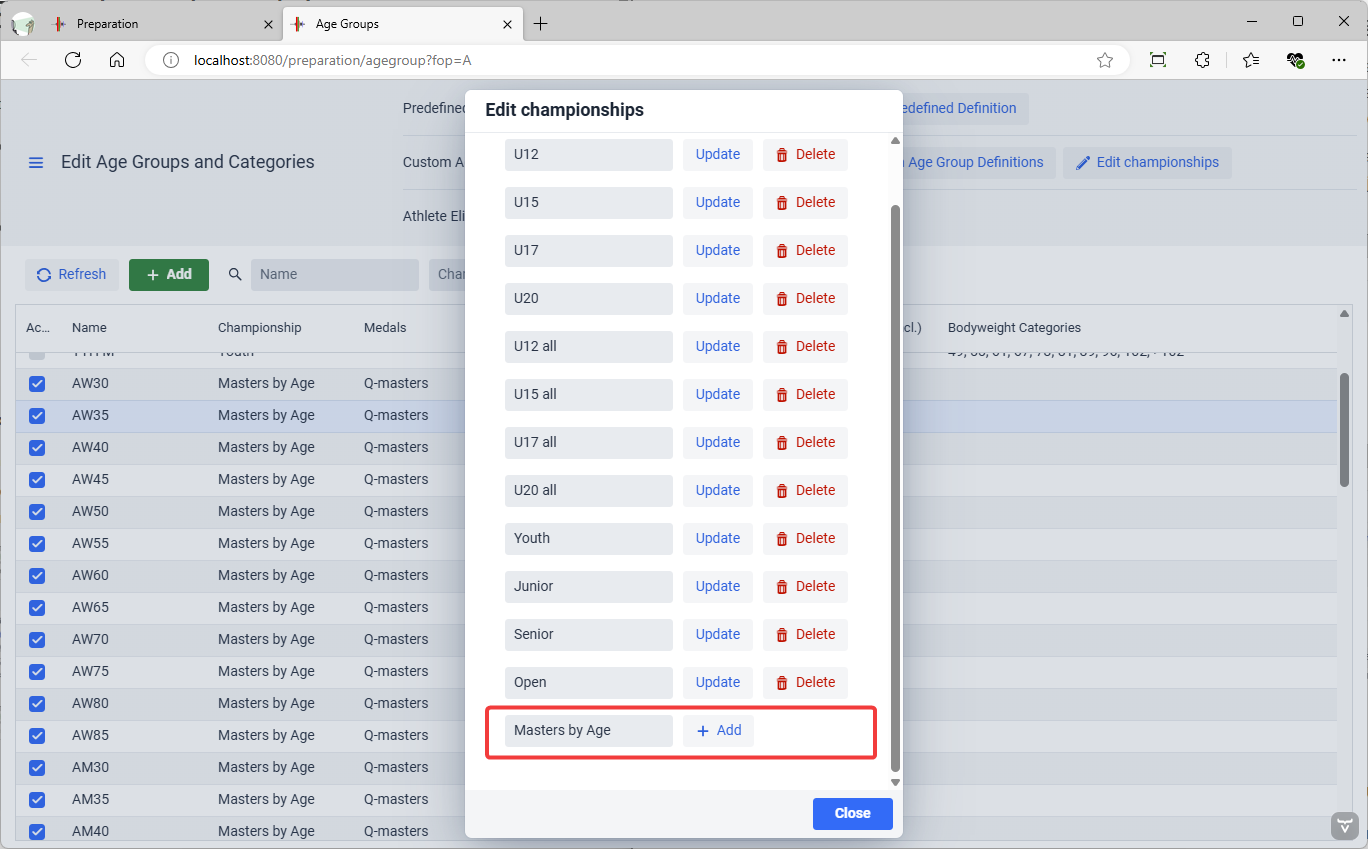 Preparation
Age Groups
localhost:8080/preparation/agegroup?fop=A
Edit Age Groups and Categories
Predefined
edefined Definition
Custom A
Age Group Definitions
Edit championships
Athlete Eli
Refresh
Add
Name
Cha
Ac...
Name
Championship
Medals
cl.)
Bodyweight Categories
AW30 Masters by Age Q-masters
AW35 Masters by Age Q-masters
AW40 Masters by Age Q-masters
AW45 Masters by Age Q-masters
AW50 Masters by Age Q-masters
AW55 Masters by Age Q-masters
AW60 Masters by Age Q-masters
AW65 Masters by Age Q-masters
AW70 Masters by Age Q-masters
AW75 Masters by Age Q-masters
AW80 Masters by Age Q-masters
AW85 Masters by Age Q-masters
AM30 Masters by Age Q-masters
AM35 Masters by Age Q-masters
AM40 Masters by Age Q-masters
Edit championships
U12 Update Delete
U15 Update Delete
U17 Update Delete
U20 Update Delete
U12 all Update Delete
U15 all Update Delete
U17 all Update Delete
U20 all Update Delete
Youth Update Delete
Junior Update Delete
Senior Update Delete
Open Update Delete
Masters by Age + Add
Close